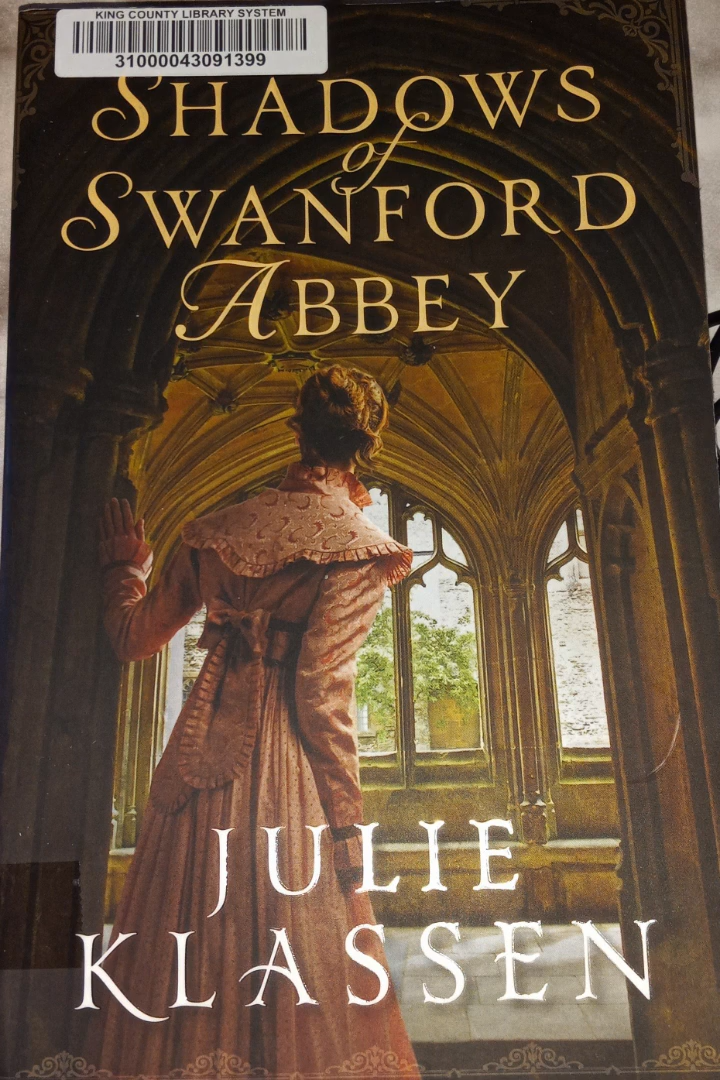 KING COUNTY LIBRARY SYSTEM
31000043091399
SHADOWS
of
SWANFORD
ABBEY
JULIE
KLASSEN